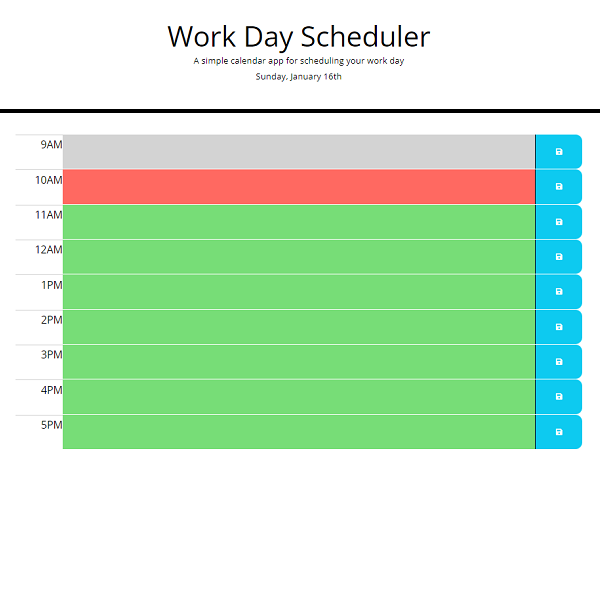 Work Day Scheduler
A simple calendar app for scheduling your work day
Sunday, January 16th
9AM
10AM
11AM
12AM
1PM
2PM
3PM
4PM
5PM